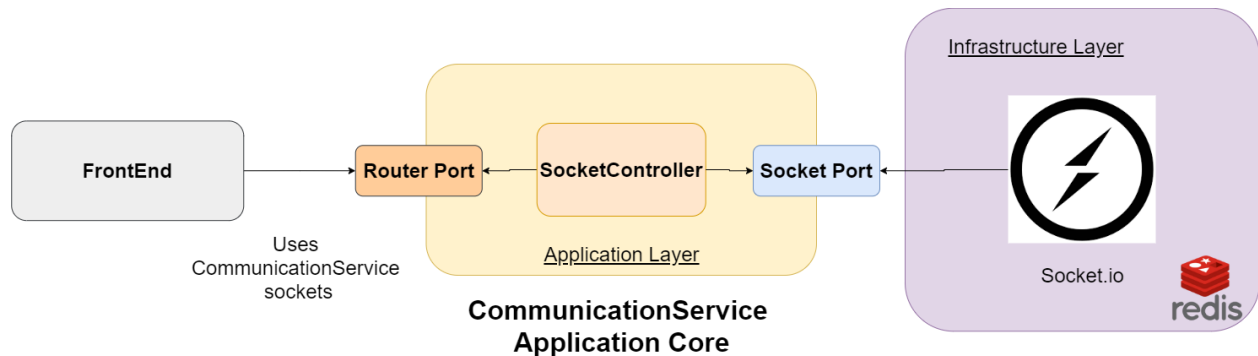 Infrastructure Layer
FrontEnd
Router Port
SocketController
Socket Port
Uses
CommunicationService
sockets
Application Layer
Socket.io
redis
CommunicationService
Application Core